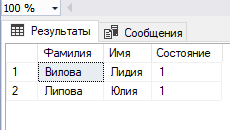 100 %
Результаты Сообщения
Фамилия Имя Состояние
1 Вилова Лидия 1
2 Липова Юлия 1